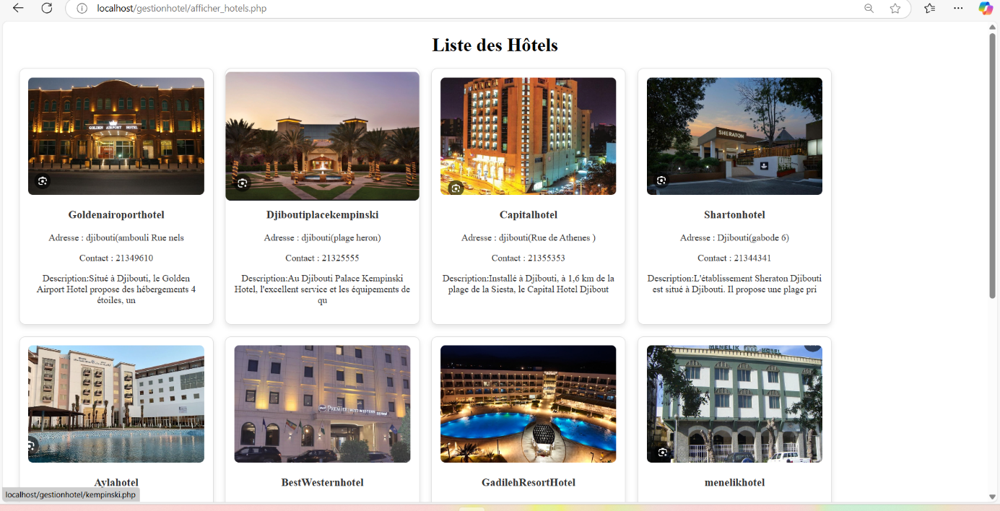 localhost/gestionhotel/afficher_hotels.php
Liste des Hôtels
GOLDEN AIRPORT HOTEL
SHERATON
Goldenairoporthotel
Djiboutiplacekempinski
Capitalhotel
Shartonhotel
Adresse : djibouti(ambouli Rue nels
Adresse : djibouti(plage heron)
Adresse : djibouti(Rue de Athenes )
Adresse : Djibouti(gabode 6)
Contact : 21349610
Contact : 21325555
Contact : 21355353
Contact : 21344341
Description:Situé à Djibouti, le Golden
Airport Hotel propose des hébergements 4
étoiles, un
Description:Au Djibouti Palace Kempinski
Hotel, l'excellent service et les équipements de
qu
Description:Installé à Djibouti, à 1,6 km de la
plage de la Siesta, le Capital Hotel Djibout
Description:L'établissement Sheraton Djibouti
est situé à Djibouti. Il propose une plage pri
PREMIER BEST WESTERN
MENELIK HOTEL
Aylahotel
BestWesternhotel
GadilehResortHotel
menelikhotel
localhost/gestionhotel/kempinski.php